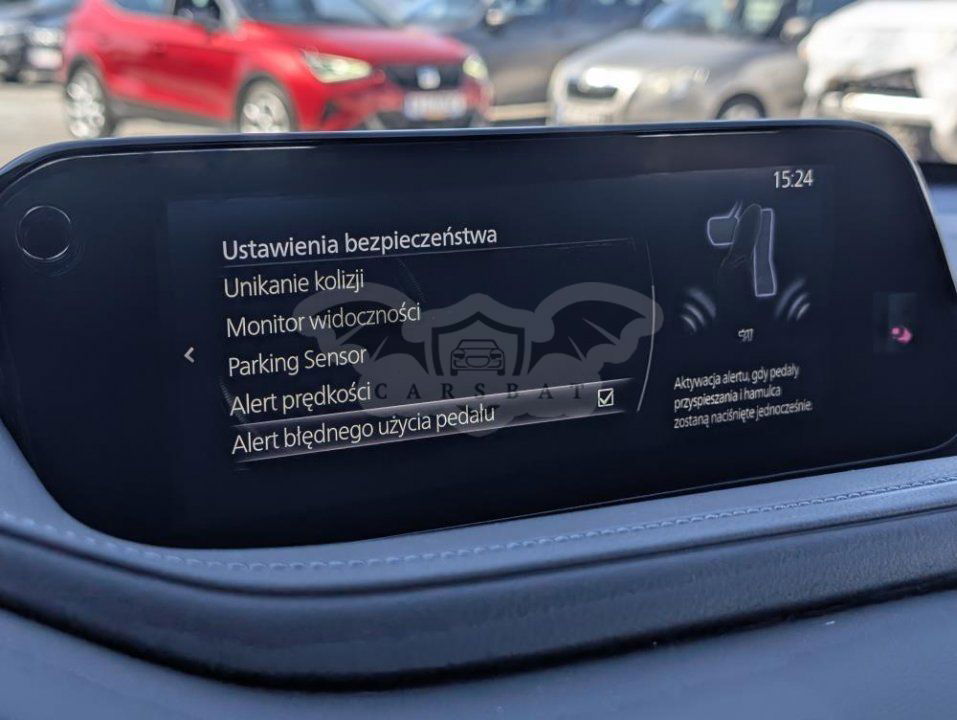 15:24
Ustawienia bezpieczeństwa
Unikanie kolizji
Monitor widoczności
Parking Sensor
Alert prędkości
Alert błędnego użycia pedału
Aktywacja alertu, gdy pedały
przyspieszania i hamulca
zostaną naciśnięte jednocześnie.
CARSBAT